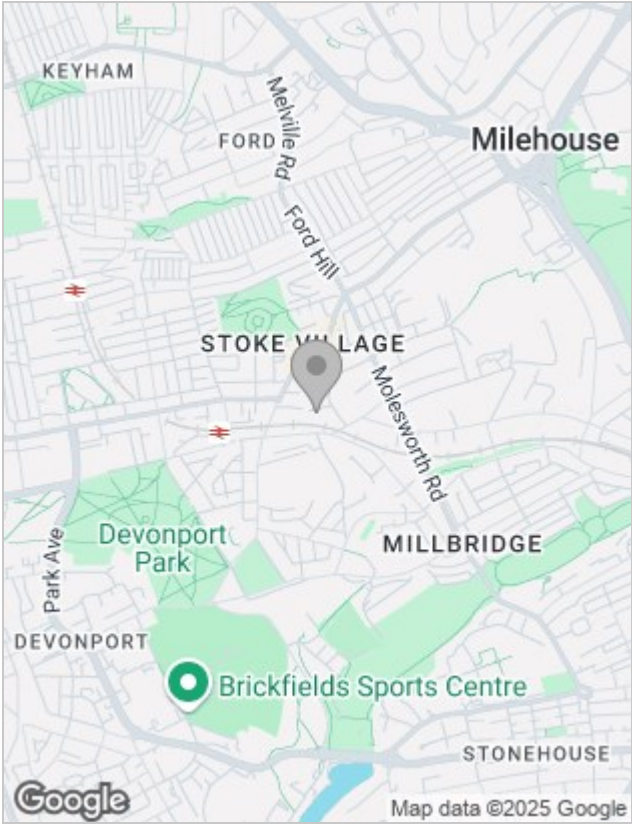 KEYHAM
Melville Rd
FORD
Milehouse
Ford Hill
STOKE VILLAGE
Molesworth Rd
Devonport
Park
MILLBRIDGE
Park Ave
DEVONPORT
Brickfields Sports Centre
STONEHOUSE
Google
Map data ©2025 Google